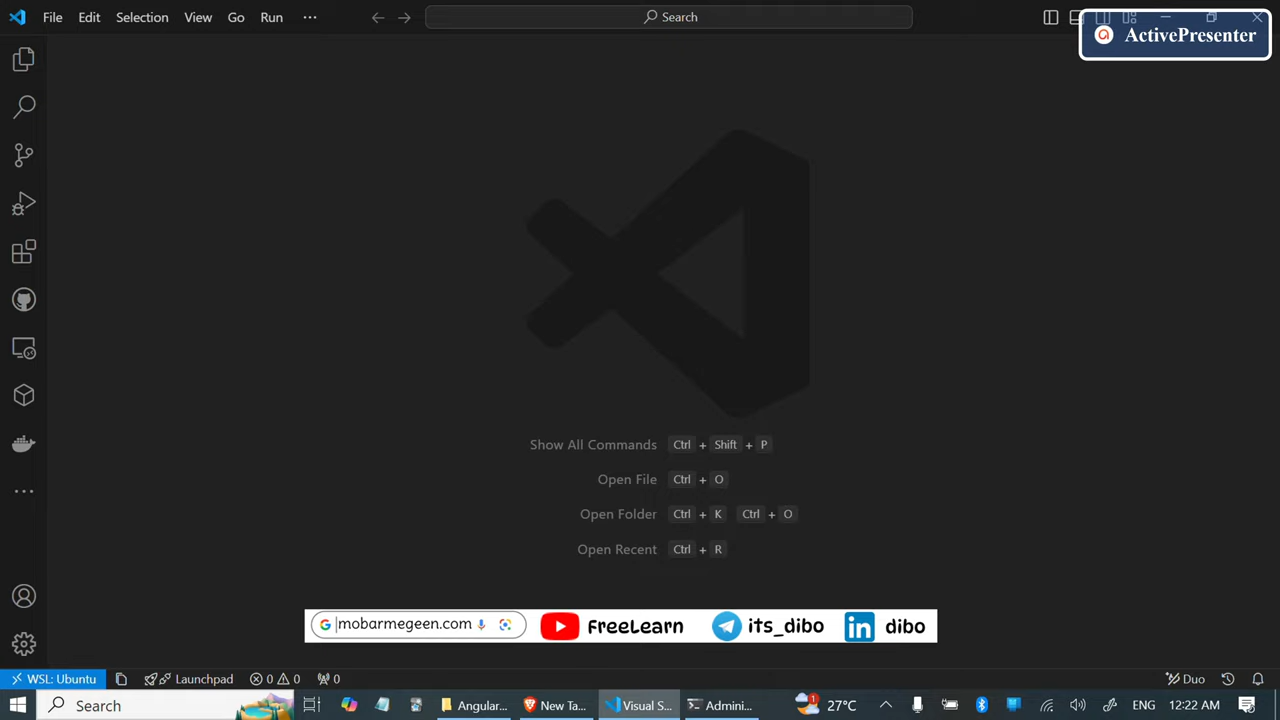 File Edit Selection View Go Run ···
Search
ActivePresenter
Show All Commands Ctrl + Shift + P
Open File Ctrl + O
Open Folder Ctrl + K Ctrl + O
Open Recent Ctrl + R
mobarmegeen.com FreeLearn its_dibo in dibo
WSL: Ubuntu Launchpad 0 0 0 Duo
Search Angular... New Ta... Visual S... Admini... 1 27°C ENG 12:22 AM